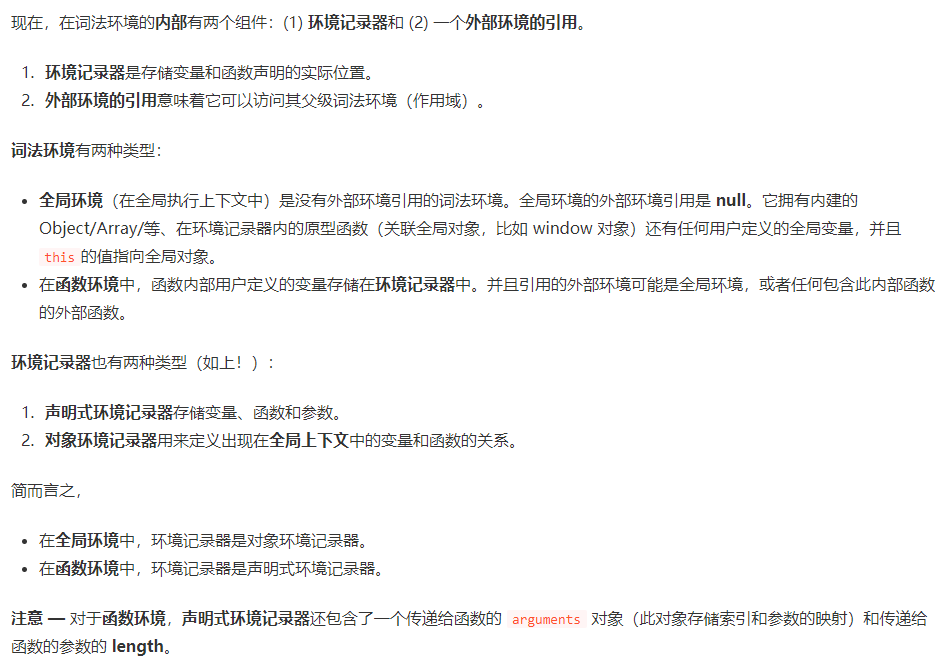 现在，在词法环境的内部有两个组件：(1) 环境记录器和 (2) 一个外部环境的引用。
1. 环境记录器是存储变量和函数声明的实际位置。
2. 外部环境的引用意味着它可以访问其父级词法环境（作用域）。
词法环境有两种类型：
• 全局环境（在全局执行上下文中）是没有外部环境引用的词法环境。全局环境的外部环境引用是 null。它拥有内建的
Object/Array/等、在环境记录器内的原型函数（关联全局对象，比如 window 对象）还有任何用户定义的全局变量，并且
this 的值指向全局对象。
• 在函数环境中，函数内部用户定义的变量存储在环境记录器中。并且引用的外部环境可能是全局环境，或者任何包含此内部函数
的外部函数。
环境记录器也有两种类型（如上！）：
1. 声明式环境记录器存储变量、函数和参数。
2. 对象环境记录器用来定义出现在全局上下文中的变量和函数的关系。
简而言之，
• 在全局环境中，环境记录器是对象环境记录器。
• 在函数环境中，环境记录器是声明式环境记录器。
注意 — 对于函数环境，声明式环境记录器还包含了一个传递给函数的 arguments 对象（此对象存储索引和参数的映射）和传递给
函数的参数的 length。